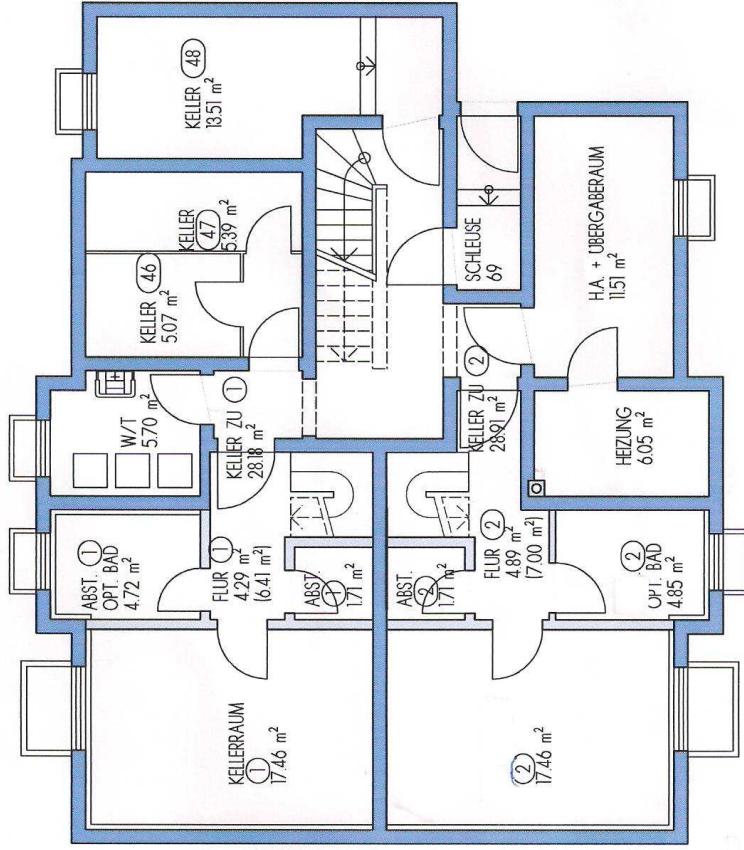 KELLER 48
13.51 m²
KELLER
47
5.39 m²
KELLER 46
5.07 m²
W/T
5.70 m²
KELLER ZU 1
28.18 m²
SCHLEUSE
69
H.A. + ÜBERGABERAUM
11.51 m²
KELLER ZU 2
28.91 m²
HEIZUNG
6.05 m²
ABST. 1
OPT. BAD
4.72 m²
FLUR 1
4.29 m²
(6.41 m²)
ABST.
1
1.71 m²
ABST.
2
1.71 m²
FLUR 2
4.89 m²
(7.00 m²)
2
OPT. BAD
4.85 m²
KELLERRAUM
1
17.46 m²
2
17.46 m²